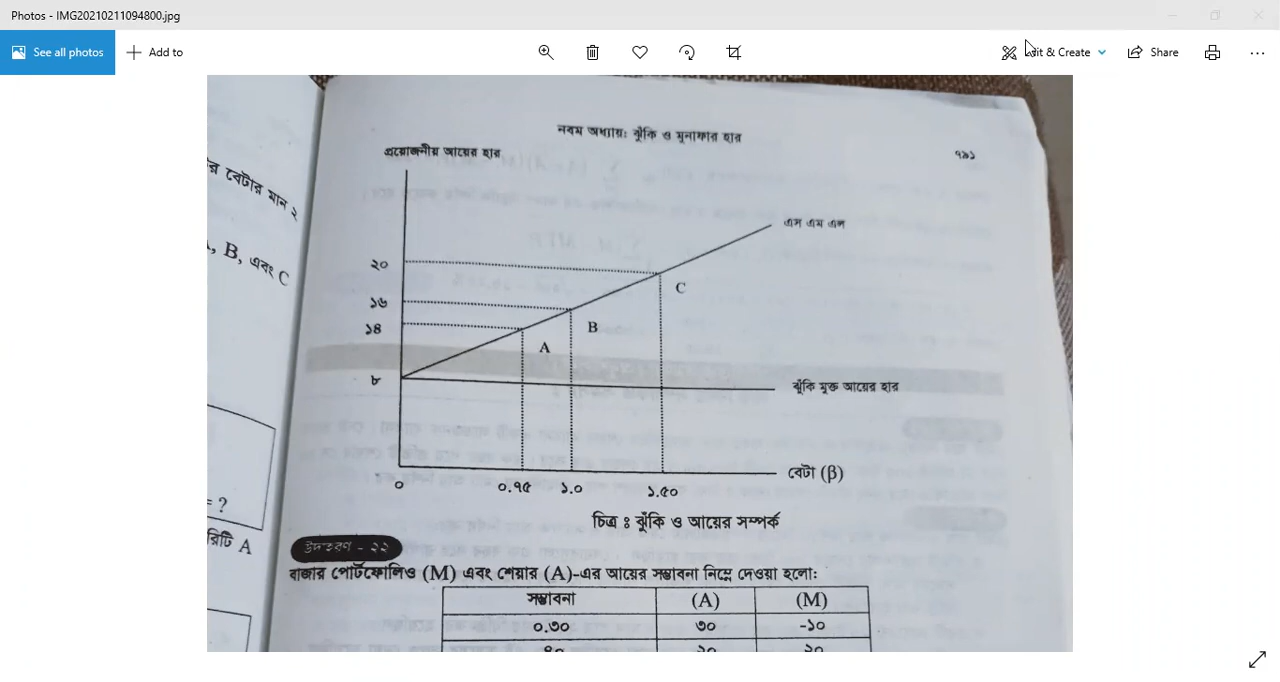 Photos - IMG20210211094800.jpg
See all photos
Add to
Edit & Create
Share
নবম অধ্যায়: ঝুঁকি ও মুনাফার হার
৭৯১
প্রয়োজনীয় আয়ের হার
র বেটার মান ২
B, এবং C
এস এম এল
২০
C
১৬
B
১৪
A
৮
ঝুঁকি মুক্ত আয়ের হার
বেটা (β)
০
০.৭৫
১.০
১.৫০
= ?
চিত্র ঃ ঝুঁকি ও আয়ের সম্পর্ক
রিটি A
উদাহরণ - ২২
বাজার পোর্টফোলিও (M) এবং শেয়ার (A)-এর আয়ের সম্ভাবনা নিম্নে দেওয়া হলো:
সম্ভাবনা (A) (M)
০.৩০ ৩০ -১০